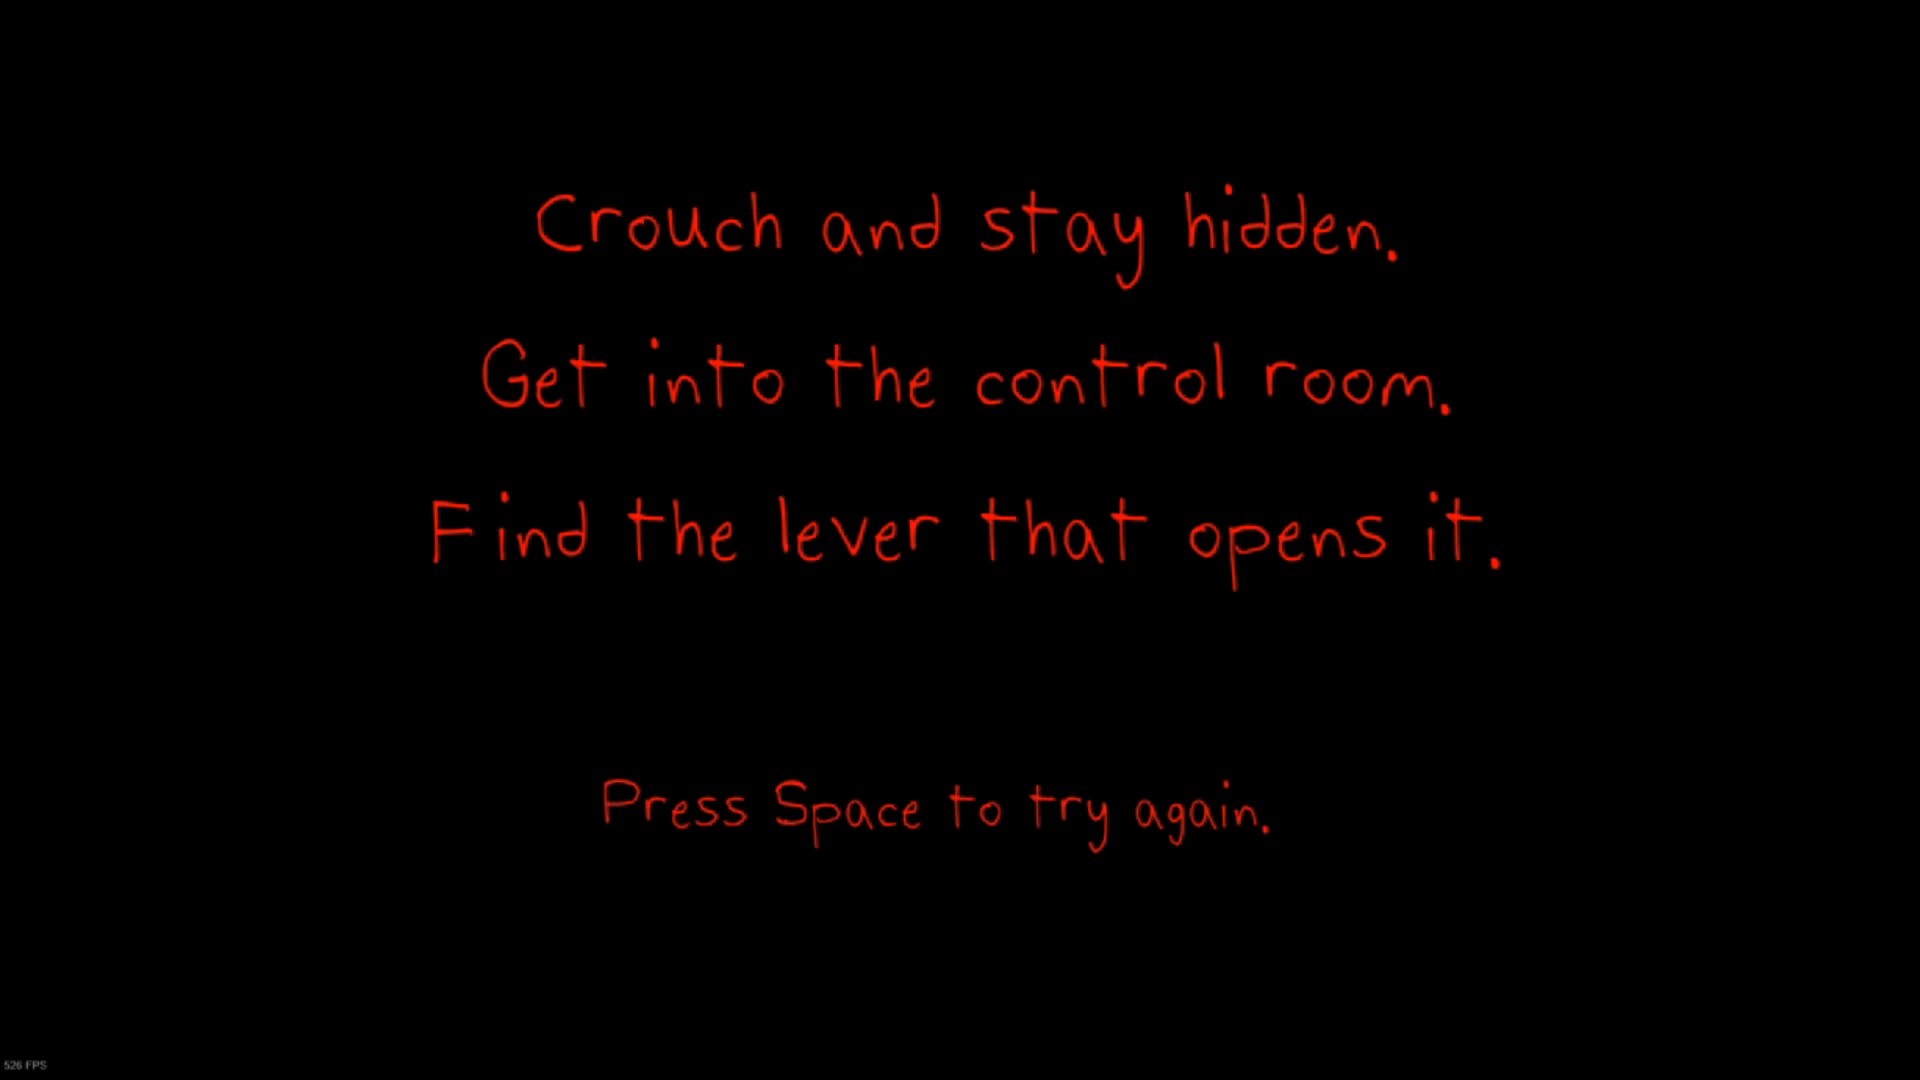 Crouch and stay hidden.
Get into the control room.
Find the lever that opens it.
Press Space to try again.
526 FPS